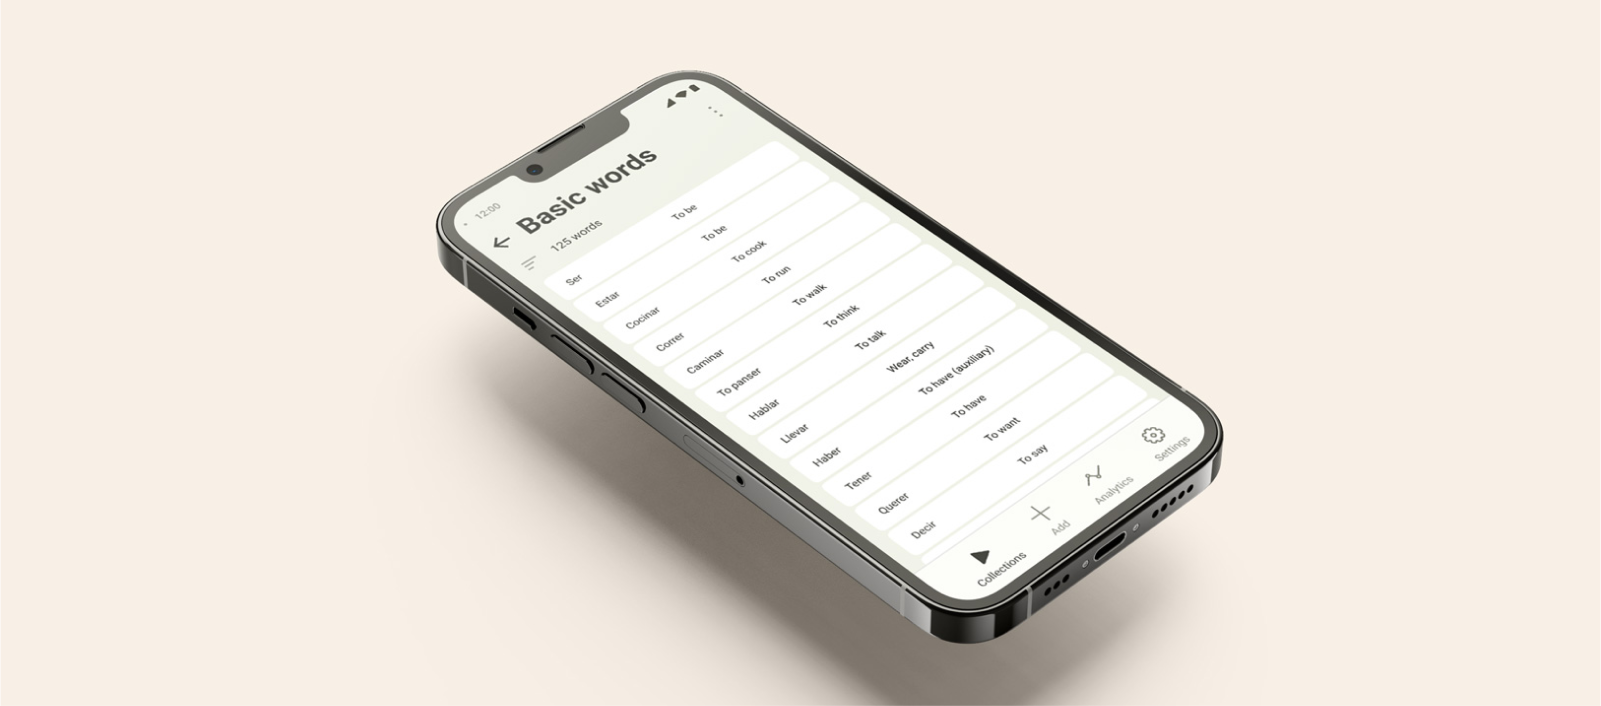 12:00
Basic words
125 words
Ser To be
Estar To be
Cocinar To cook
Correr To run
Caminar To walk
To panser To think
Hablar To talk
Llevar Wear, carry
Haber To have (auxiliary)
Tener To have
Querer To want
Decir To say
Collections Add Analytics Settings